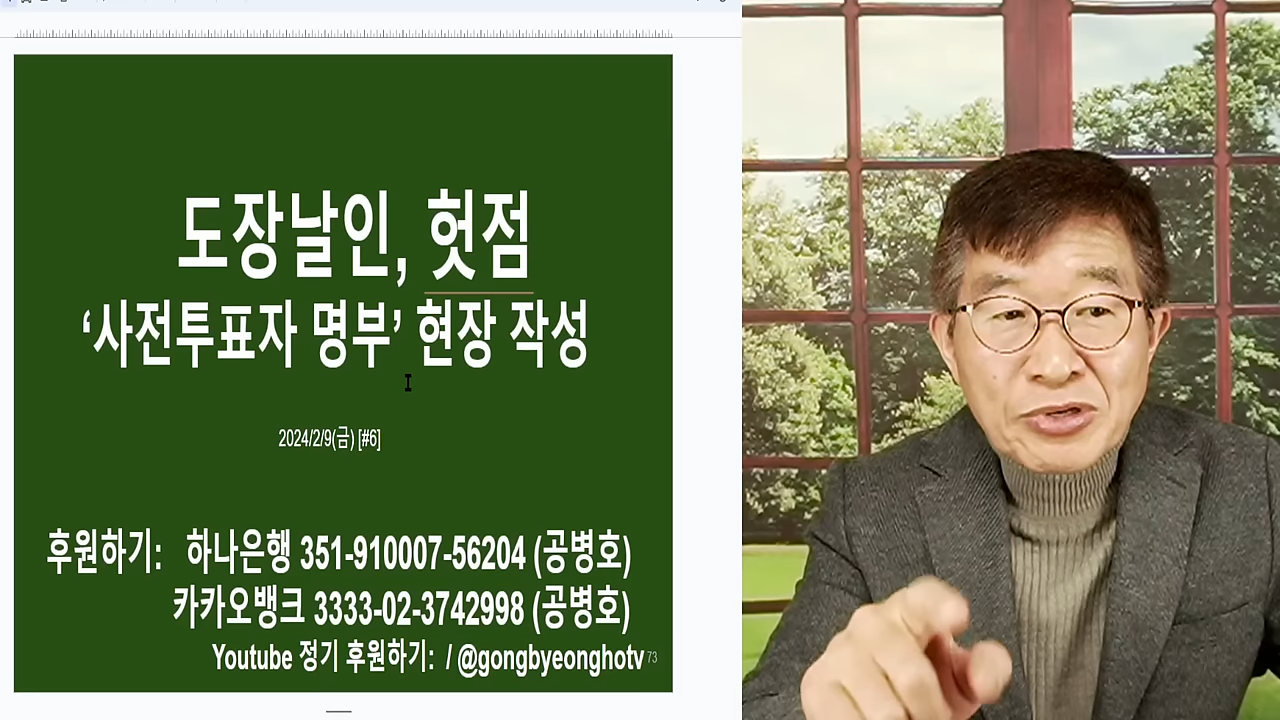 도장날인, 헛점
‘사전투표자 명부’ 현장 작성
2024/2/9(금) [#6]
후원하기: 하나은행 351-910007-56204 (공병호)
카카오뱅크 3333-02-3742998 (공병호)
Youtube 정기 후원하기: / @gongbyeonghotv
73